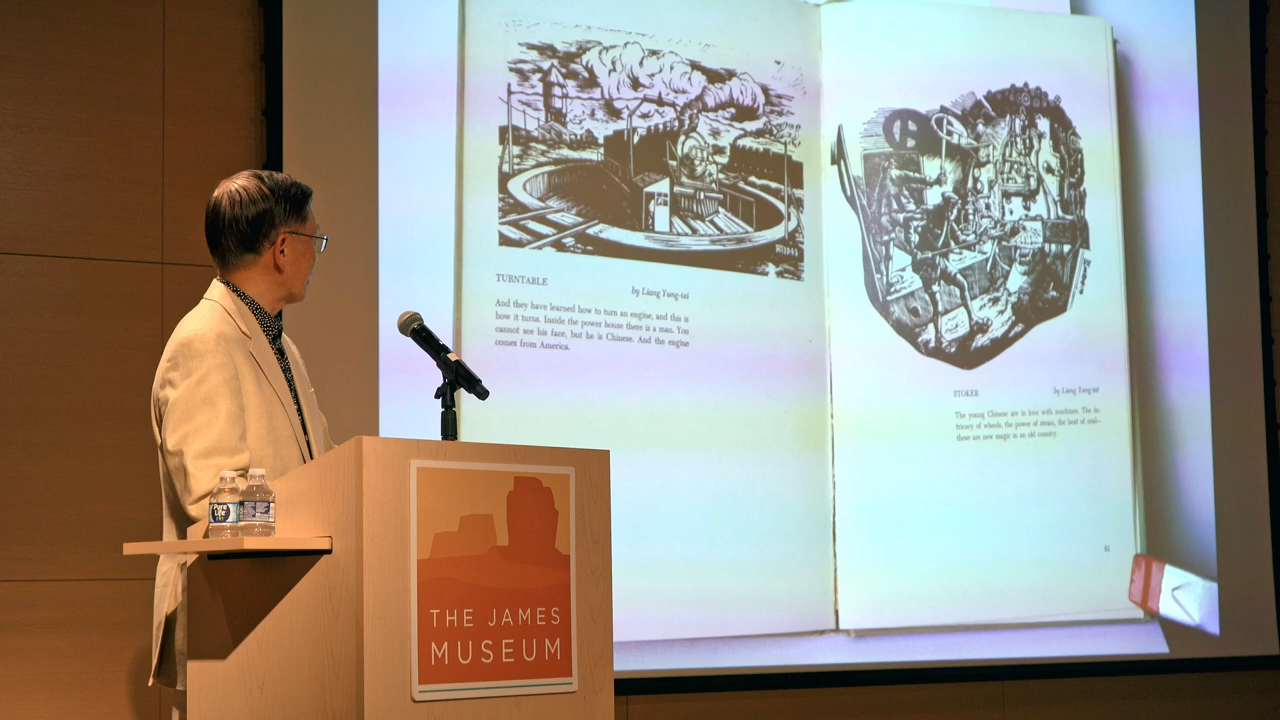 TURNTABLE
by Liang Yung-tai
And they have learned how to turn an engine, and this is
how it turns. Inside the power house there is a man. You
cannot see his face, but he is Chinese. And the engine
comes from America.
STOKER
by Liang Yung-tai
The young Chinese are in love with machines. The in-
tricacy of wheels, the power of steam, the heat of coal—
these are new magic in an old country.
Pure
Life
THE JAMES
MUSEUM